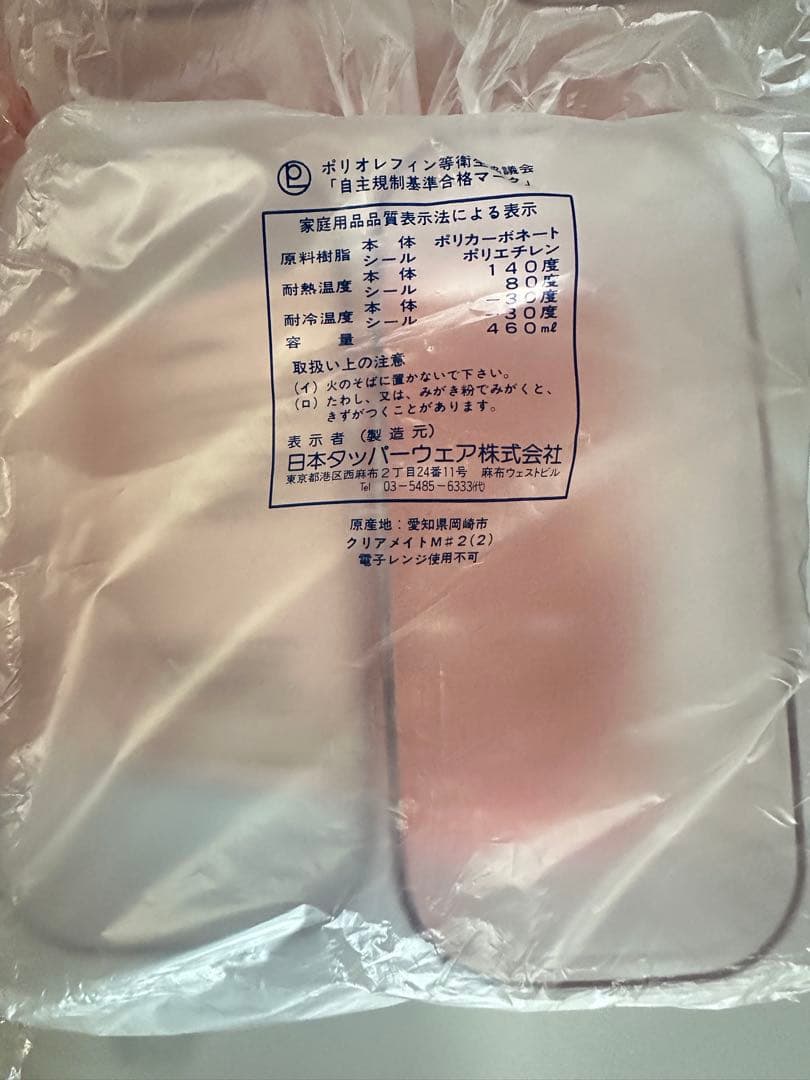 PL ポリオレフィン等衛生協議会
「自主規制基準合格マーク」
家庭用品品質表示法による表示
原料樹脂 本体 ポリカーボネート
シール ポリエチレン
耐熱温度 本体 140度
シール 80度
耐冷温度 本体 −30度
シール −30度
容量 460ml
取扱い上の注意
(イ) 火のそばに置かないで下さい。
(ロ) たわし、又は、みがき粉でみがくと、
きずがつくことがあります。
表示者 (製造元)
日本タッパーウェア株式会社
東京都港区西麻布2丁目24番11号 麻布ウェストビル
Tel 03-5485-6333(代)
原産地:愛知県岡崎市
クリアメイトM#2(2)
電子レンジ使用不可